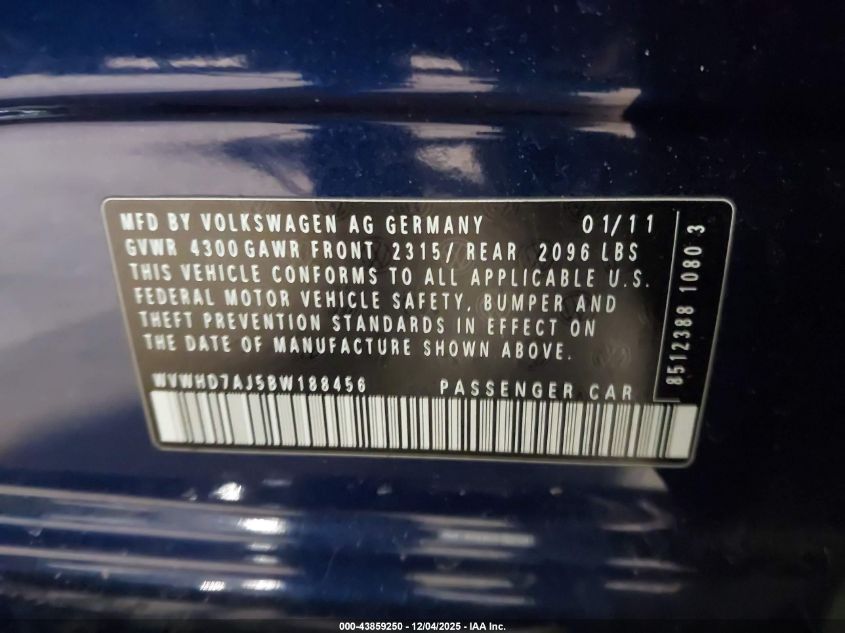 MFD BY VOLKSWAGEN AG GERMANY 01/11
GVWR 4300 GAWR FRONT 2315/ REAR 2096 LBS
THIS VEHICLE CONFORMS TO ALL APPLICABLE U.S.
FEDERAL MOTOR VEHICLE SAFETY, BUMPER AND
THEFT PREVENTION STANDARDS IN EFFECT ON
THE DATE OF MANUFACTURE SHOWN ABOVE.
WVWHD7AJ5BW188456 PASSENGER CAR
8512388 1080 3
000-43859250 - 12/04/2025 - IAA Inc.